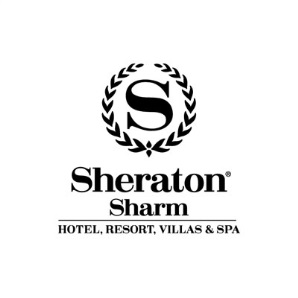 S
Sheraton®
Sharm
HOTEL, RESORT, VILLAS & SPA